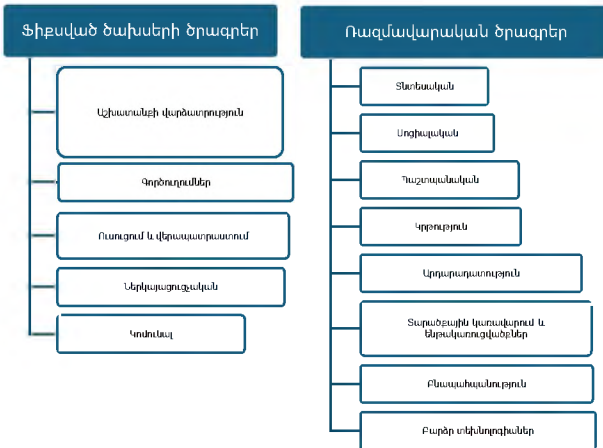 Ֆիքսված ծախսերի ծրագրեր
Աշխատանքի վարձատրություն
Գործուղումներ
Ուսուցում և վերապատրաստում
Ներկայացուցչական
Կոմունալ
Ռազմավարական ծրագրեր
Տնտեսական
Սոցիալական
Պաշտպանական
Կրթություն
Արդարադատություն
Տարածքային կառավարում և
ենթակառուցվածքներ
Բնապահպանություն
Բարձր տեխնոլոգիաներ